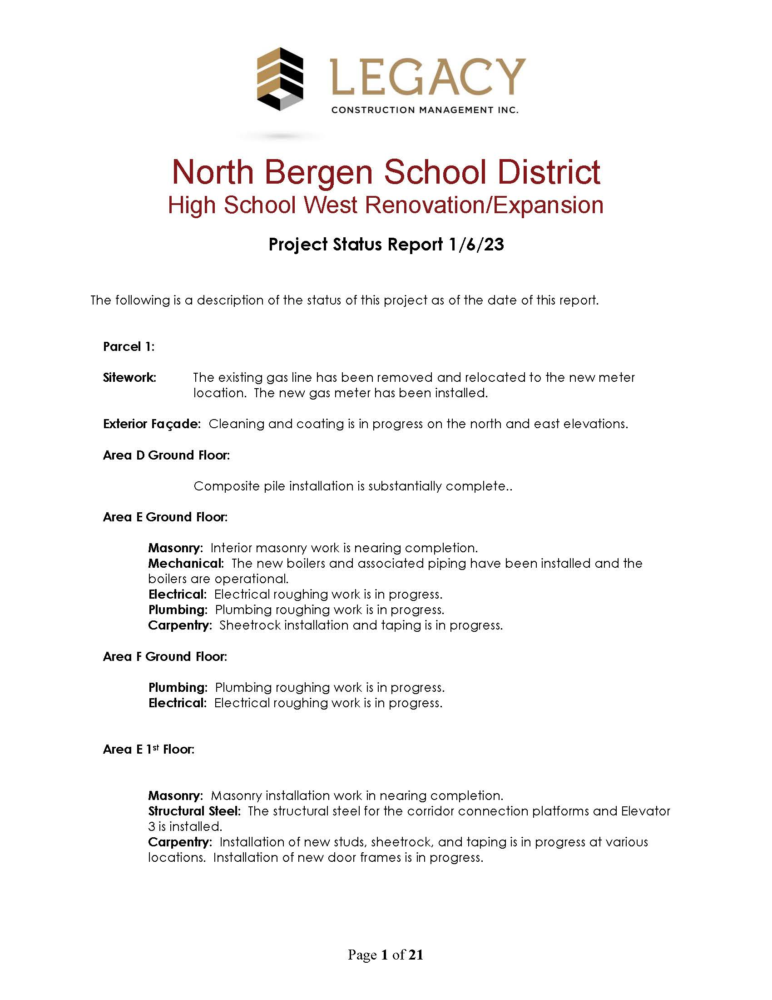 LEGACY
CONSTRUCTION MANAGEMENT INC.
North Bergen School District
High School West Renovation/Expansion
Project Status Report 1/6/23
The following is a description of the status of this project as of the date of this report.
Parcel 1:
Sitework: The existing gas line has been removed and relocated to the new meter
location. The new gas meter has been installed.
Exterior Façade: Cleaning and coating is in progress on the north and east elevations.
Area D Ground Floor:
Composite pile installation is substantially complete..
Area E Ground Floor:
Masonry: Interior masonry work is nearing completion.
Mechanical: The new boilers and associated piping have been installed and the
boilers are operational.
Electrical: Electrical roughing work is in progress.
Plumbing: Plumbing roughing work is in progress.
Carpentry: Sheetrock installation and taping is in progress.
Area F Ground Floor:
Plumbing: Plumbing roughing work is in progress.
Electrical: Electrical roughing work is in progress.
Area E 1st Floor:
Masonry: Masonry installation work in nearing completion.
Structural Steel: The structural steel for the corridor connection platforms and Elevator
3 is installed.
Carpentry: Installation of new studs, sheetrock, and taping is in progress at various
locations. Installation of new door frames is in progress.
Page 1 of 21